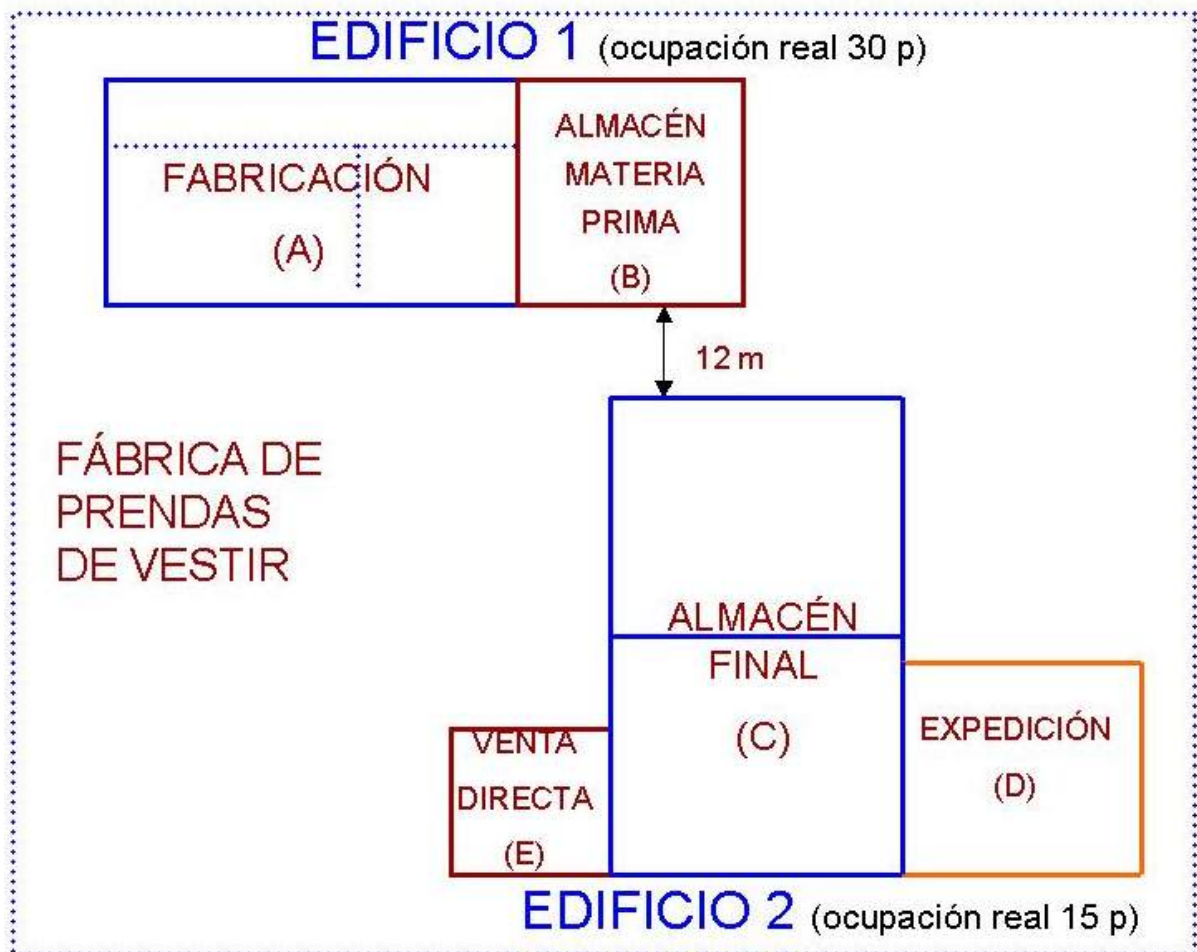 EDIFICIO 1 (ocupación real 30 p)
FABRICACIÓN
(A)
ALMACÉN
MATERIA
PRIMA
(B)
12 m
FÁBRICA DE
PRENDAS
DE VESTIR
ALMACÉN
FINAL
(C)
VENTA
DIRECTA
(E)
EXPEDICIÓN
(D)
EDIFICIO 2 (ocupación real 15 p)